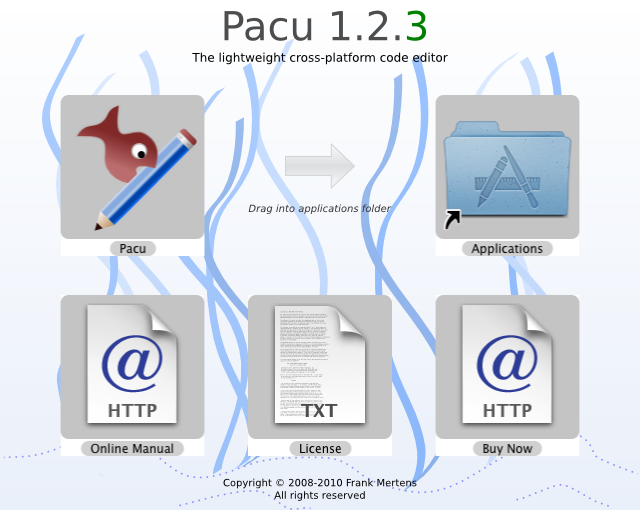 Pacu 1.2.3
The lightweight cross-platform code editor
Drag into applications folder
Pacu
Applications
HTTP
TXT
HTTP
Online Manual
License
Buy Now
Copyright © 2008-2010 Frank Mertens
All rights reserved